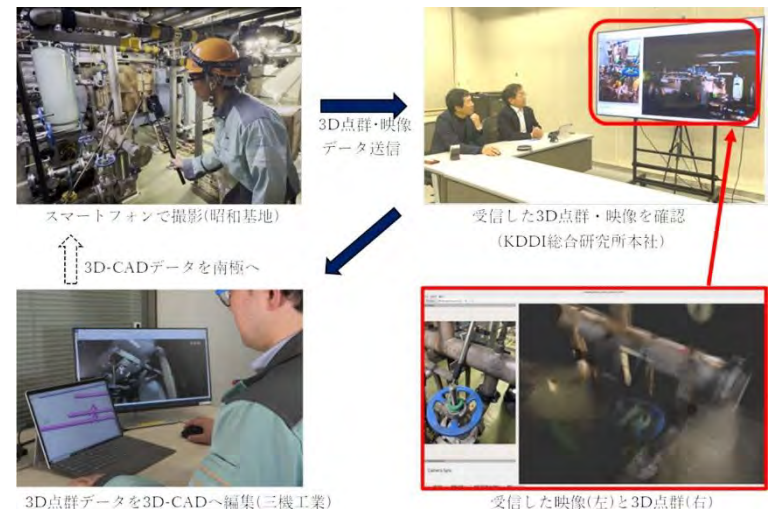 3D点群・映像
データ送信
スマートフォンで撮影(昭和基地)
受信した3D点群・映像を確認
(KDDI総合研究所本社)
3D-CADデータを南極へ
3D点群データを3D-CADへ編集(三機工業)
受信した映像(左)と3D点群(右)